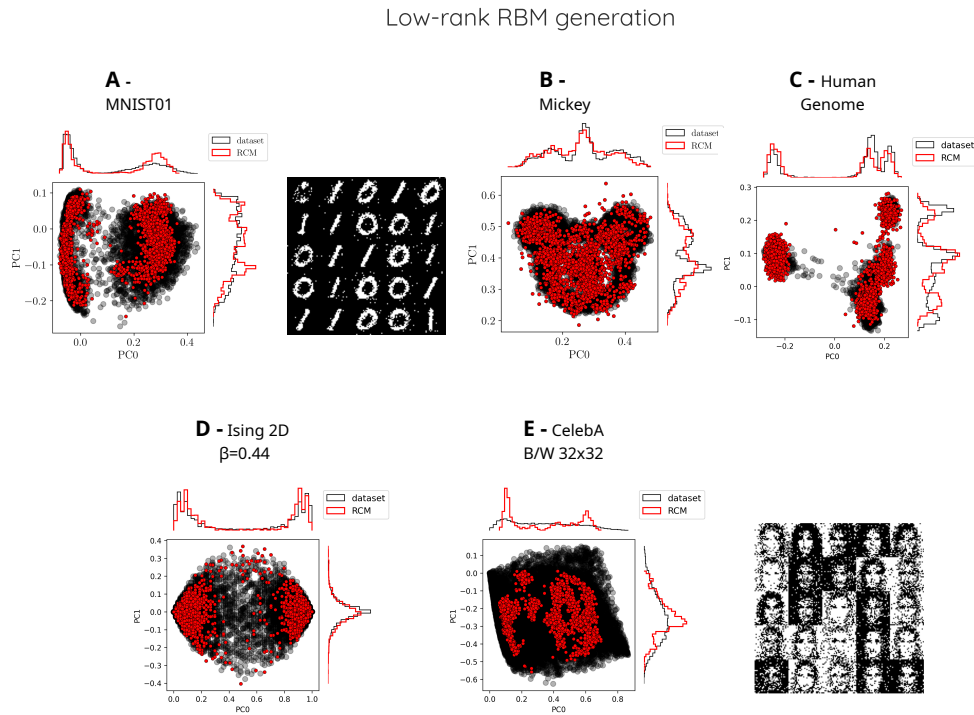 Low-rank RBM generation
A -
MNIST01
B -
Mickey
C - Human
Genome
dataset
RCM
dataset
RCM
dataset
RCM
0.1
0.0
−0.1
−0.2
PC1
0.0
0.2
0.4
PC0
0.6
0.5
0.4
0.3
0.2
PC1
0.2
0.4
PC0
0.3
0.2
0.1
0.0
−0.1
PC1
−0.2
0.0
0.2
PC0
D - Ising 2D
β=0.44
E - CelebA
B/W 32x32
dataset
RCM
dataset
RCM
0.4
0.3
0.2
0.1
0.0
−0.1
−0.2
−0.3
−0.4
PC1
0.0
0.2
0.4
0.6
0.8
1.0
PC0
0.1
0.0
−0.1
−0.2
−0.3
−0.4
−0.5
−0.6
PC1
0.0
0.2
0.4
0.6
0.8
PC0